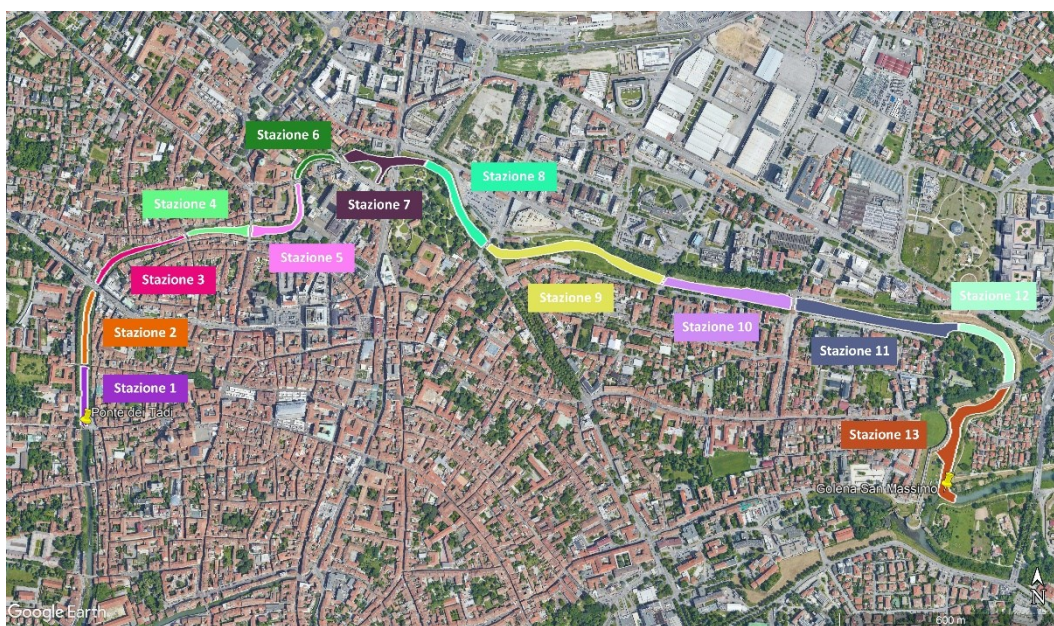 Stazione 6
Stazione 8
Stazione 4
Stazione 7
Stazione 5
Stazione 3
Stazione 9
Stazione 12
Stazione 10
Stazione 2
Stazione 11
Stazione 1
Ponte dei Tadi
Stazione 13
Golena San Massimo
N
Google Earth
600 m